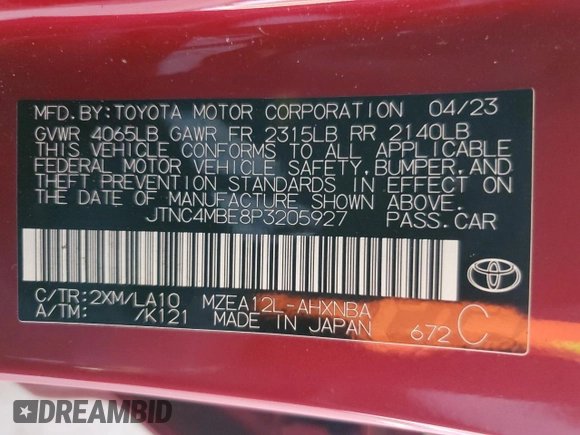 MFD.BY:TOYOTA MOTOR CORPORATION 04/23
GVWR 4065LB GAWR FR 2315LB RR 2140LB
THIS VEHICLE CONFORMS TO ALL APPLICABLE
FEDERAL MOTOR VEHICLE SAFETY,BUMPER,AND
THEFT PREVENTION STANDARDS IN EFFECT ON
THE DATE OF MANUFACTURE SHOWN ABOVE.
JTNC4MBE8P3205927 PASS.CAR
C/TR:2XM/LA10 MZEA12L-AHXNBA
A/TM: /K121 MADE IN JAPAN 672 C
DREAMBID